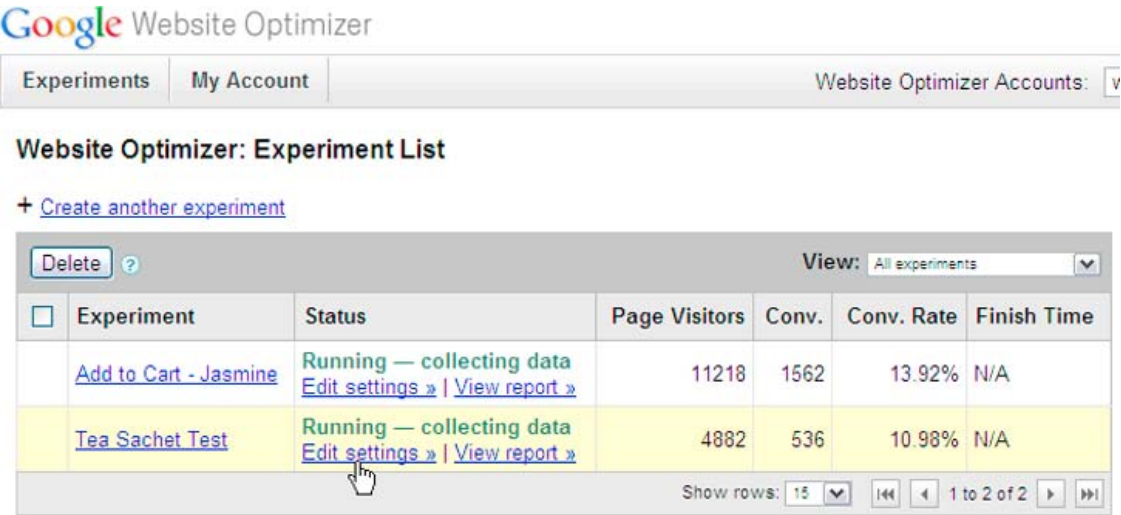 Google Website Optimizer
Experiments My Account Website Optimizer Accounts:
Website Optimizer: Experiment List
+ Create another experiment
Delete ? View: All experiments
Experiment Status Page Visitors Conv. Conv. Rate Finish Time
Add to Cart - Jasmine Running — collecting data 11218 1562 13.92% N/A
Edit settings » | View report »
Tea Sachet Test Running — collecting data 4882 536 10.98% N/A
Edit settings » | View report »
Show rows: 15 1 to 2 of 2